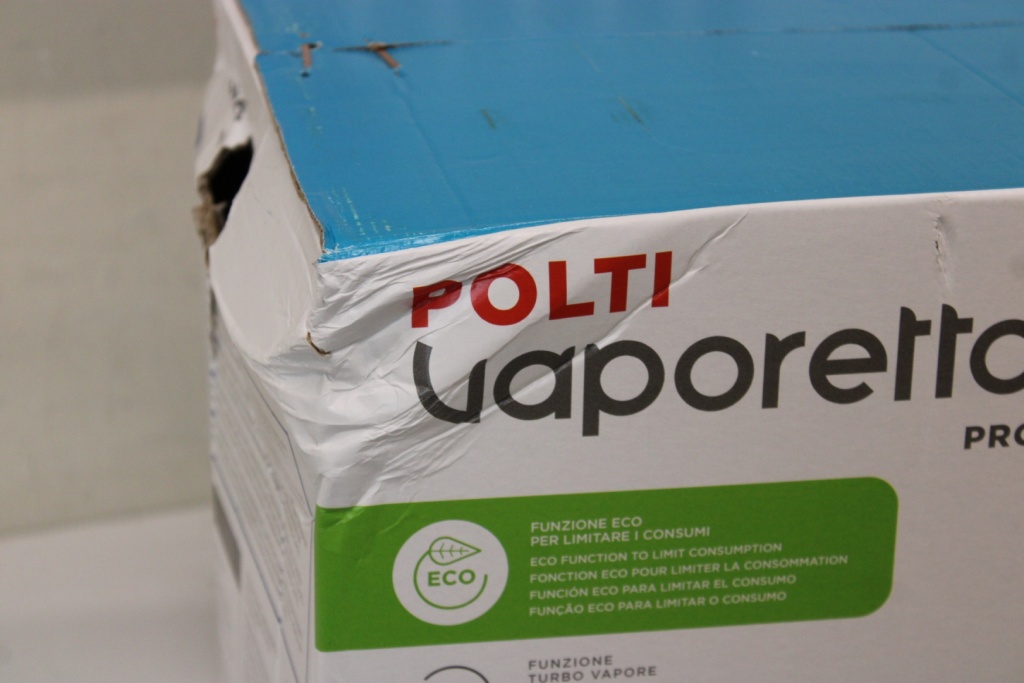 POLTI
vaporetto
PRO
FUNZIONE ECO
PER LIMITARE I CONSUMI
ECO FUNCTION TO LIMIT CONSUMPTION
FONCTION ECO POUR LIMITER LA CONSOMMATION
FUNCIÓN ECO PARA LIMITAR EL CONSUMO
FUNÇÃO ECO PARA LIMITAR O CONSUMO
ECO
FUNZIONE
TURBO VAPORE